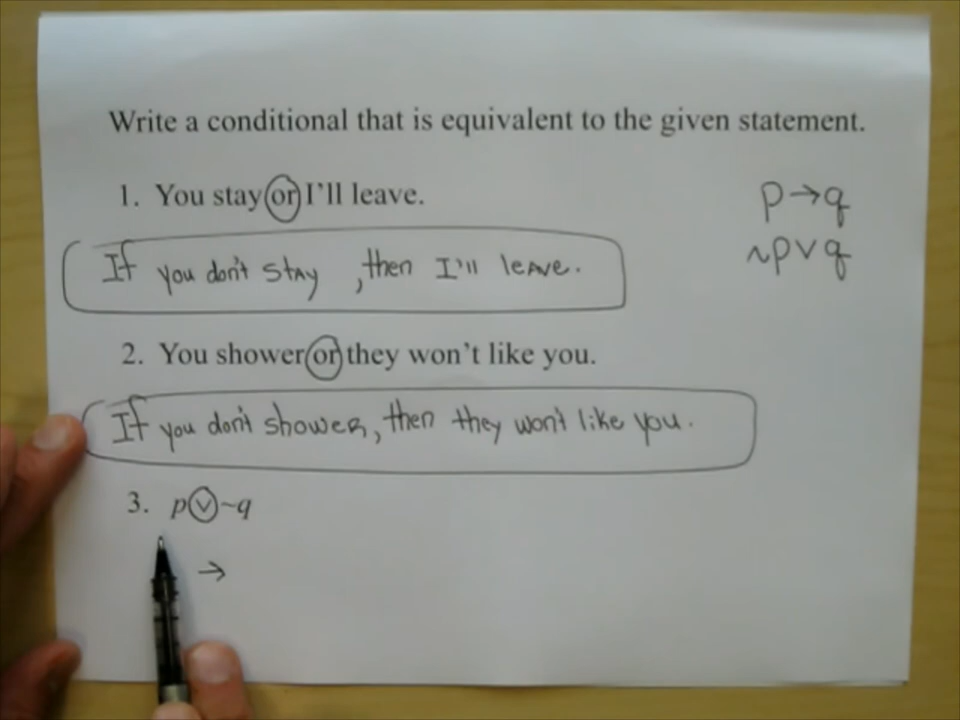 Write a conditional that is equivalent to the given statement.
1. You stay or I'll leave.
p→q
If you don't stay, then I'll leave.
~p∨q
2. You shower or they won't like you.
If you don't shower, then they won't like you.
3. p∨~q
→